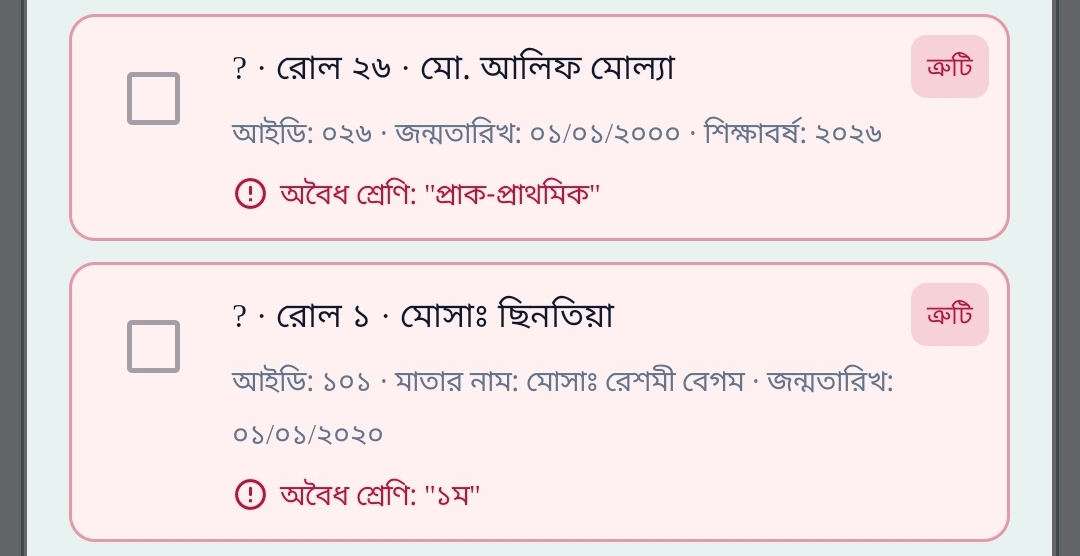 ? · রোল ২৬ · মো. আলিফ মোল্যা
ত্রুটি
আইডি: ০২৬ · জন্মতারিখ: ০১/০১/২০০০ · শিক্ষাবর্ষ: ২০২৬
অবৈধ শ্রেণি: "প্রাক-প্রাথমিক"
? · রোল ১ · মোসাঃ ছিনতিয়া
ত্রুটি
আইডি: ১০১ · মাতার নাম: মোসাঃ রেশমী বেগম · জন্মতারিখ:
০১/০১/২০২০
অবৈধ শ্রেণি: "১ম"